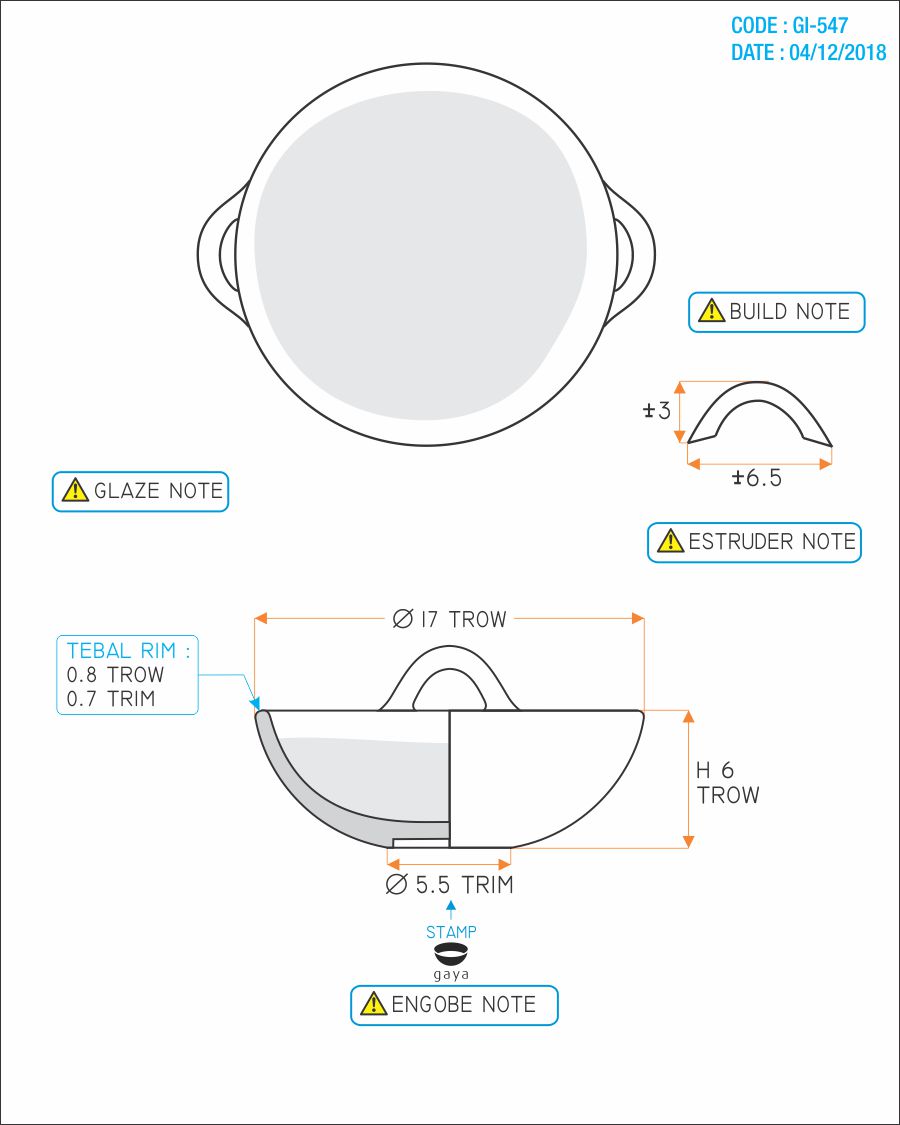 CODE : GI-547
DATE : 04/12/2018
BUILD NOTE
±3
±6.5
GLAZE NOTE
ESTRUDER NOTE
Ø 17 TROW
TEBAL RIM :
0.8 TROW
0.7 TRIM
H 6
TROW
Ø 5.5 TRIM
STAMP
gaya
ENGOBE NOTE